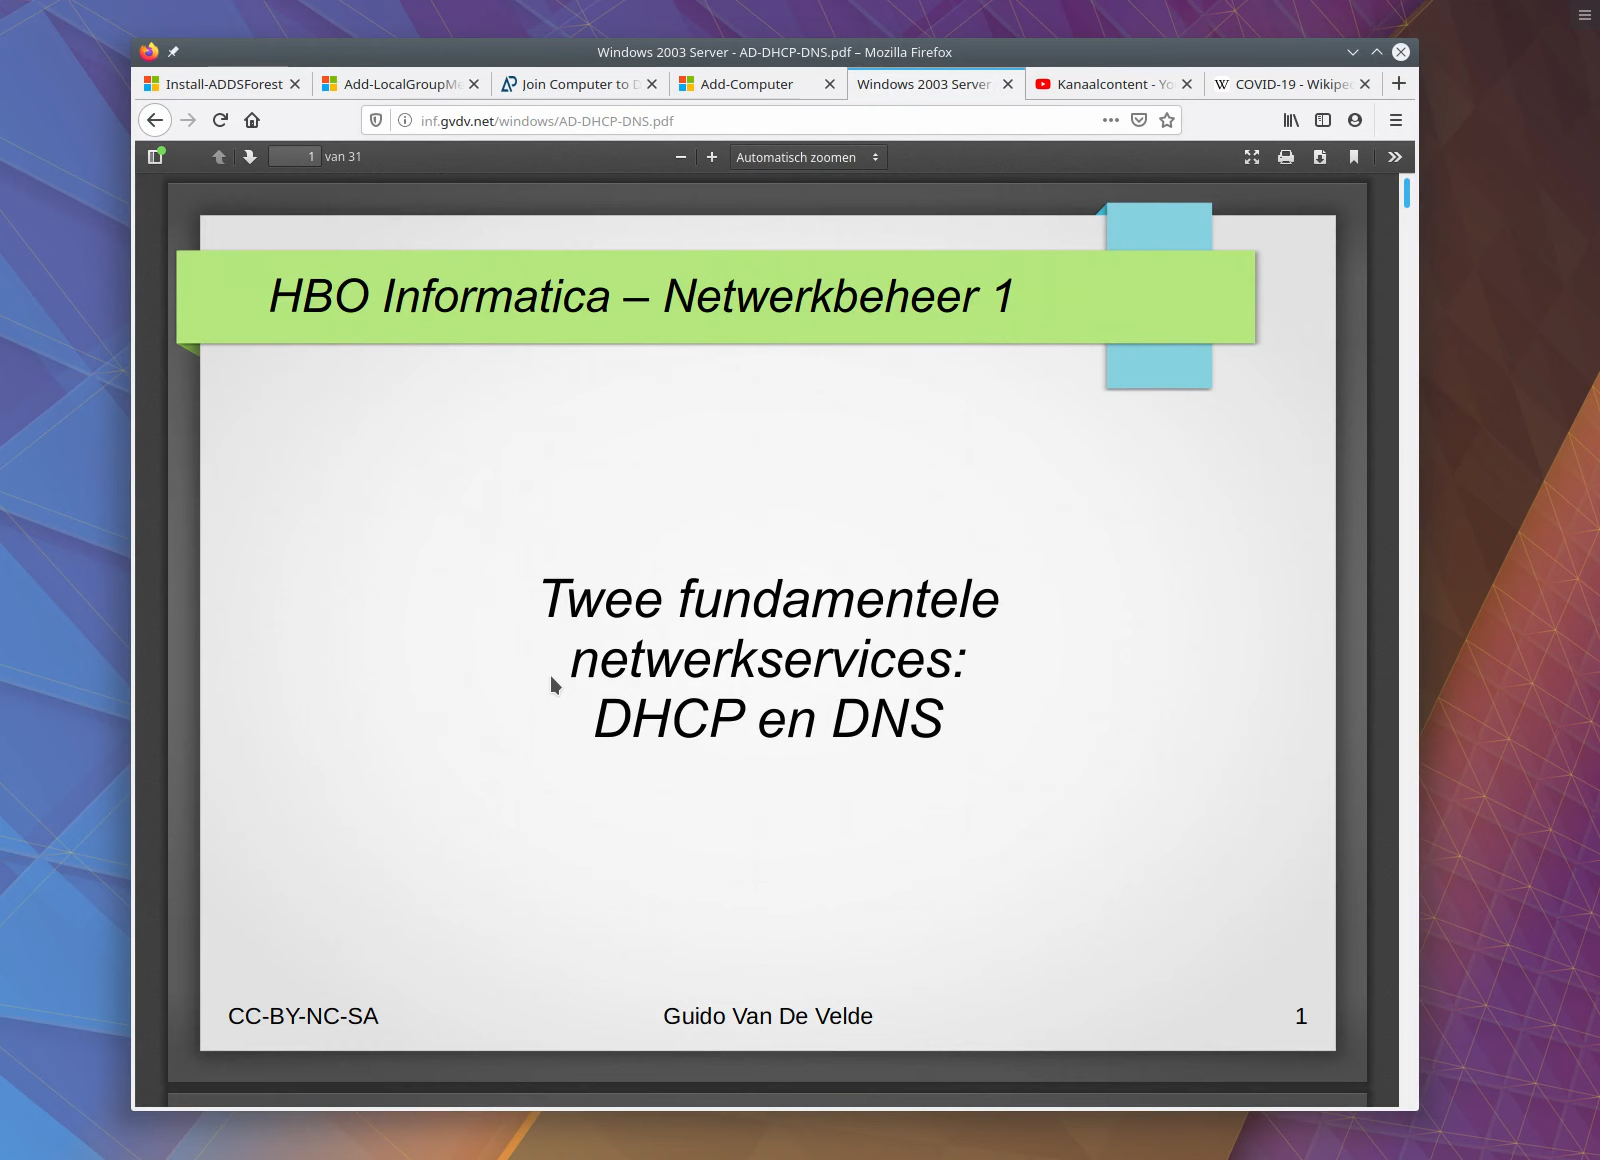 Windows 2003 Server - AD-DHCP-DNS.pdf – Mozilla Firefox
Install-ADDSForest
Add-LocalGroupMe
Join Computer to D
Add-Computer
Windows 2003 Server
Kanaalcontent - Yo
COVID-19 - Wikipec
inf.gvdv.net/windows/AD-DHCP-DNS.pdf
1 van 31
Automatisch zoomen
HBO Informatica – Netwerkbeheer 1
Twee fundamentele
netwerkservices:
DHCP en DNS
CC-BY-NC-SA
Guido Van De Velde
1